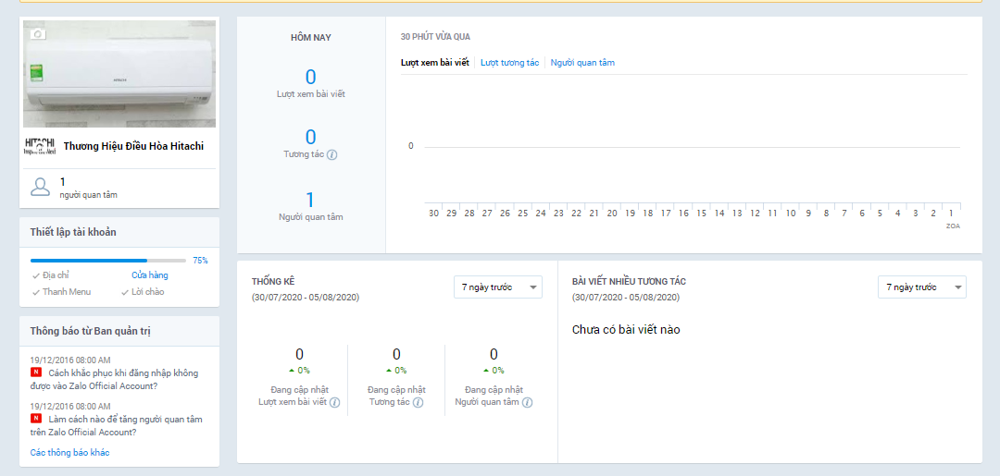 HITACHI
HITACHI
Thương Hiệu Điều Hòa Hitachi
1
người quan tâm
Thiết lập tài khoản
75%
Địa chỉ
Cửa hàng
Thanh Menu
Lời chào
Thông báo từ Ban quản trị
19/12/2016 08:00 AM
N Cách khắc phục khi đăng nhập không
được vào Zalo Official Account?
19/12/2016 08:00 AM
N Làm cách nào để tăng người quan tâm
trên Zalo Official Account?
Các thông báo khác
HÔM NAY
0
Lượt xem bài viết
0
Tương tác i
1
Người quan tâm
30 PHÚT VỪA QUA
Lượt xem bài viết Lượt tương tác Người quan tâm
0
30 29 28 27 26 25 24 23 22 21 20 19 18 17 16 15 14 13 12 11 10 9 8 7 6 5 4 3 2 1
ZOA
THỐNG KÊ
(30/07/2020 - 05/08/2020)
7 ngày trước
0
0%
Đang cập nhật
Lượt xem bài viết i
0
0%
Đang cập nhật
Tương tác i
0
0%
Đang cập nhật
Người quan tâm i
BÀI VIẾT NHIỀU TƯƠNG TÁC
(30/07/2020 - 05/08/2020)
7 ngày trước
Chưa có bài viết nào